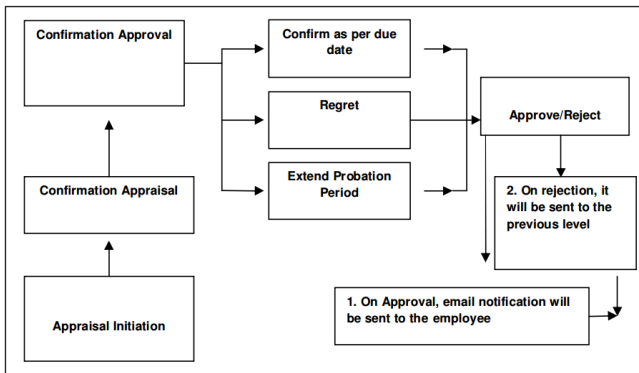 Confirmation Approval
Confirm as per due
date
Regret
Approve/Reject
Confirmation Appraisal
Extend Probation
Period
2. On rejection, it
will be sent to the
previous level
Appraisal Initiation
1. On Approval, email notification will
be sent to the employee